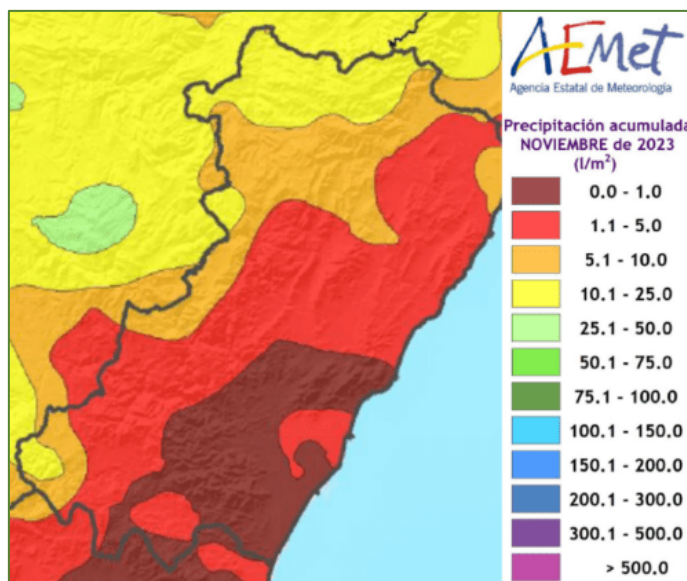 AEMet
Agencia Estatal de Meteorología
Precipitación acumulada
NOVIEMBRE de 2023
(l/m²)
0.0 - 1.0
1.1 - 5.0
5.1 - 10.0
10.1 - 25.0
25.1 - 50.0
50.1 - 75.0
75.1 - 100.0
100.1 - 150.0
150.1 - 200.0
200.1 - 300.0
300.1 - 500.0
> 500.0